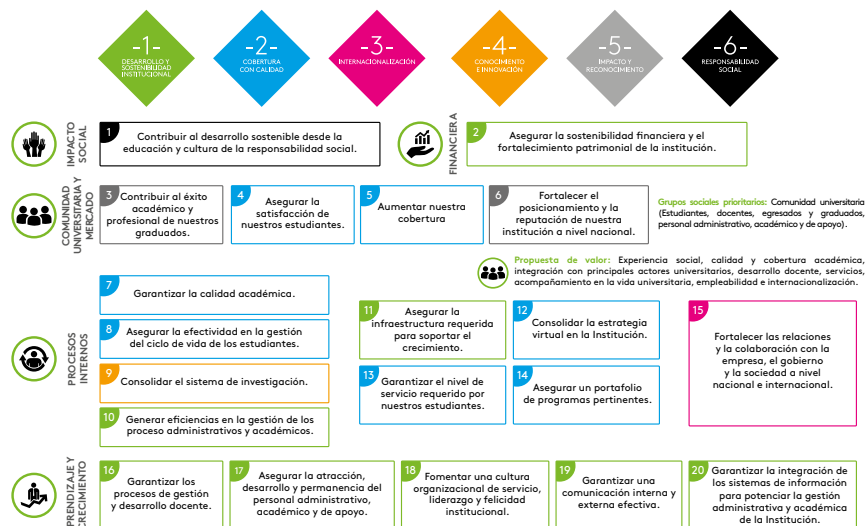 -1-
DESARROLLO Y
SOSTENIBILIDAD
INSTITUCIONAL
-2-
COBERTURA
CON CALIDAD
-3-
INTERNACIONALIZACIÓN
-4-
CONOCIMIENTO
E INNOVACIÓN
-5-
IMPACTO Y
RECONOCIMIENTO
-6-
RESPONSABILIDAD
SOCIAL
IMPACTO
SOCIAL
1
Contribuir al desarrollo sostenible desde la
educación y cultura de la responsabilidad social.
FINANCIERA
2
Asegurar la sostenibilidad financiera y el
fortalecimiento patrimonial de la institución.
COMUNIDAD
UNIVERSITARIA Y
MERCADO
3
Contribuir al éxito
académico y
profesional de nuestros
graduados.
4
Asegurar la
satisfacción de
nuestros estudiantes.
5
Aumentar nuestra
cobertura
6
Fortalecer el
posicionamiento y la
reputación de nuestra
institución a nivel nacional.
Grupos sociales prioritarios: Comunidad universitaria
(Estudiantes, docentes, egresados y graduados,
personal administrativo, académico y de apoyo).
Propuesta de valor: Experiencia social, calidad y cobertura académica,
integración con principales actores universitarios, desarrollo docente, servicios,
acompañamiento en la vida universitaria, empleabilidad e internacionalización.
PROCESOS
INTERNOS
7
Garantizar la calidad académica.
8
Asegurar la efectividad en la gestión
del ciclo de vida de los estudiantes.
9
Consolidar el sistema de investigación.
10
Generar eficiencias en la gestión de los
proceso administrativos y académicos.
11
Asegurar la
infraestructura requerida
para soportar el
crecimiento.
12
Consolidar la estrategia
virtual en la Institución.
13
Garantizar el nivel de
servicio requerido por
nuestros estudiantes.
14
Asegurar un portafolio
de programas pertinentes.
15
Fortalecer las relaciones
y la colaboración con la
empresa, el gobierno
y la sociedad a nivel
nacional e internacional.
PRENDIZAJE Y
CRECIMIENTO
16
Garantizar los
procesos de gestión
y desarrollo docente.
17
Asegurar la atracción,
desarrollo y permanencia del
personal administrativo,
académico y de apoyo.
18
Fomentar una cultura
organizacional de servicio,
liderazgo y felicidad
institucional.
19
Garantizar una
comunicación interna y
externa efectiva.
20
Garantizar la integración de
los sistemas de información
para potenciar la gestión
administrativa y académica
de la Institución.